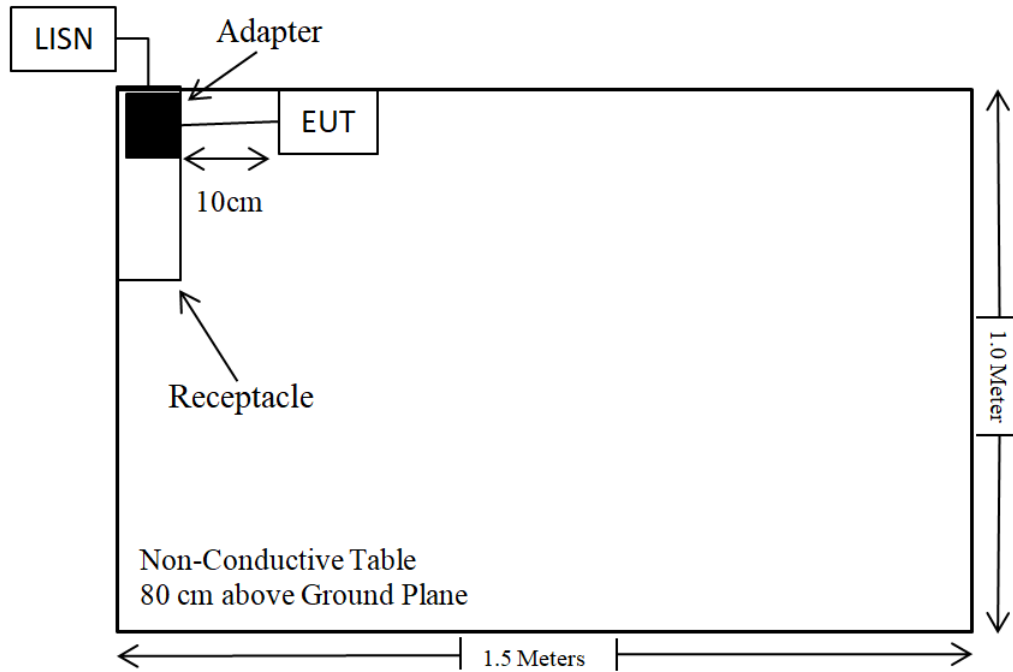 LISN
Adapter
EUT
10cm
Receptacle
1.0 Meter
Non-Conductive Table
80 cm above Ground Plane
1.5 Meters